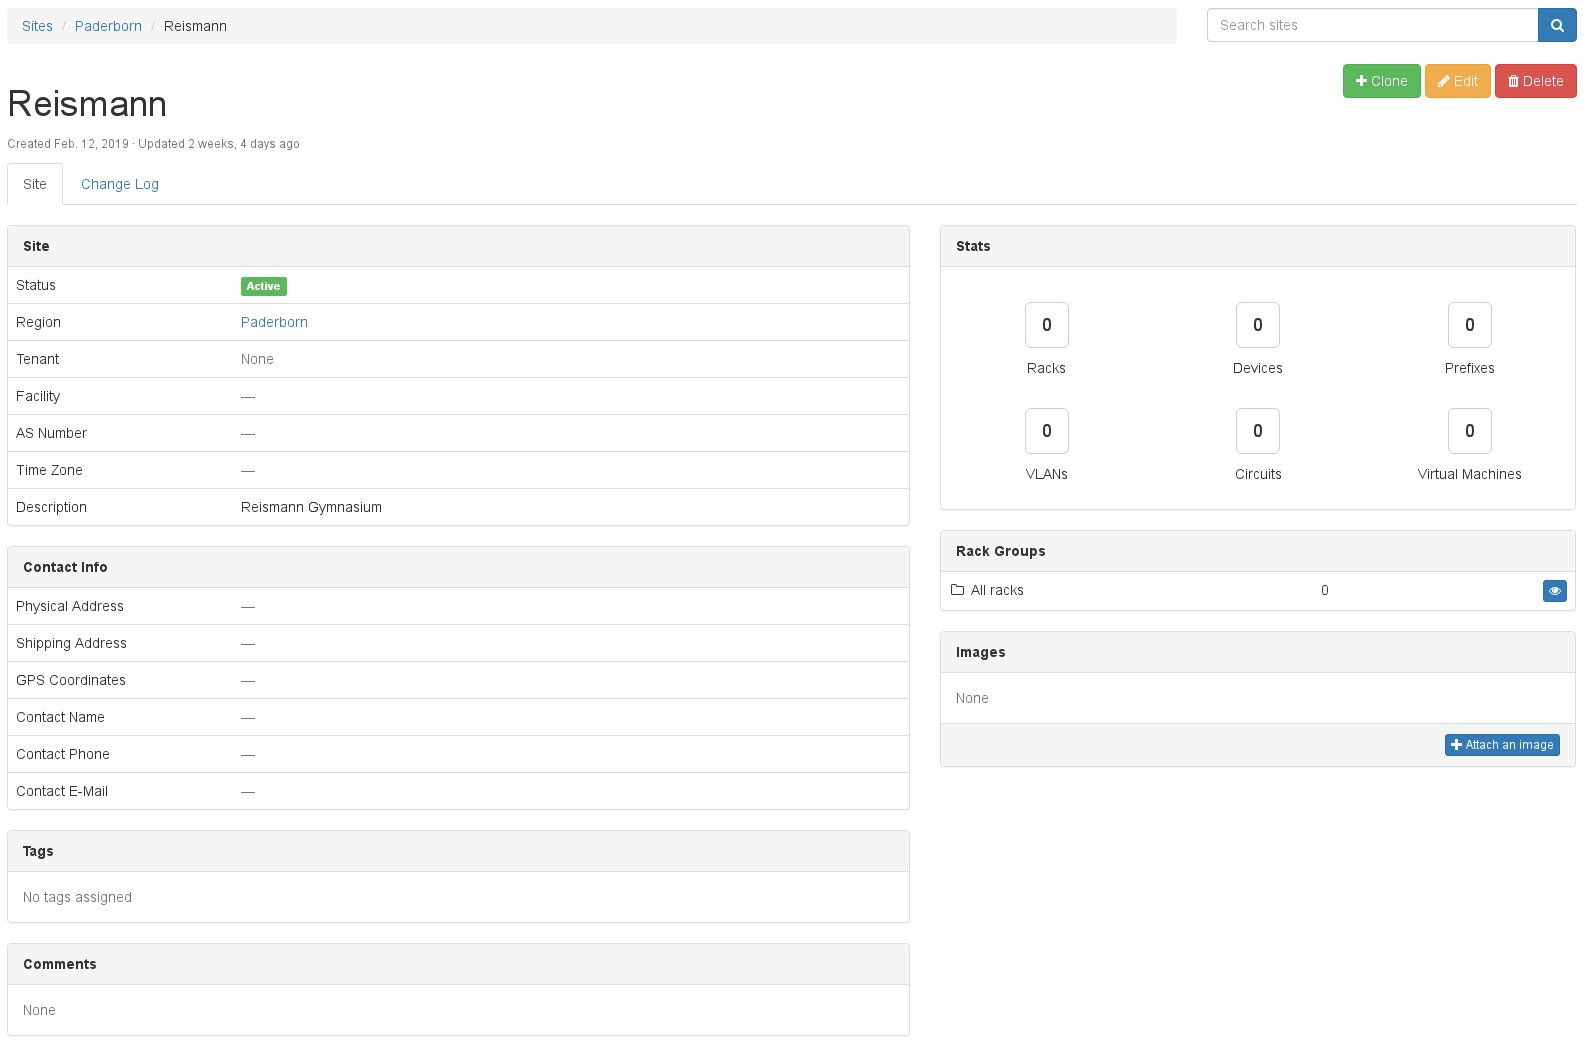 Sites / Paderborn / Reismann
Search sites
Clone Edit Delete
Reismann
Created Feb. 12, 2019 · Updated 2 weeks, 4 days ago
Site Change Log
Site
Status Active
Region Paderborn
Tenant None
Facility —
AS Number —
Time Zone —
Description Reismann Gymnasium
Contact Info
Physical Address —
Shipping Address —
GPS Coordinates —
Contact Name —
Contact Phone —
Contact E-Mail —
Tags
No tags assigned
Comments
None
Stats
0 0 0
Racks Devices Prefixes
0 0 0
VLANs Circuits Virtual Machines
Rack Groups
All racks 0
Images
None
Attach an image